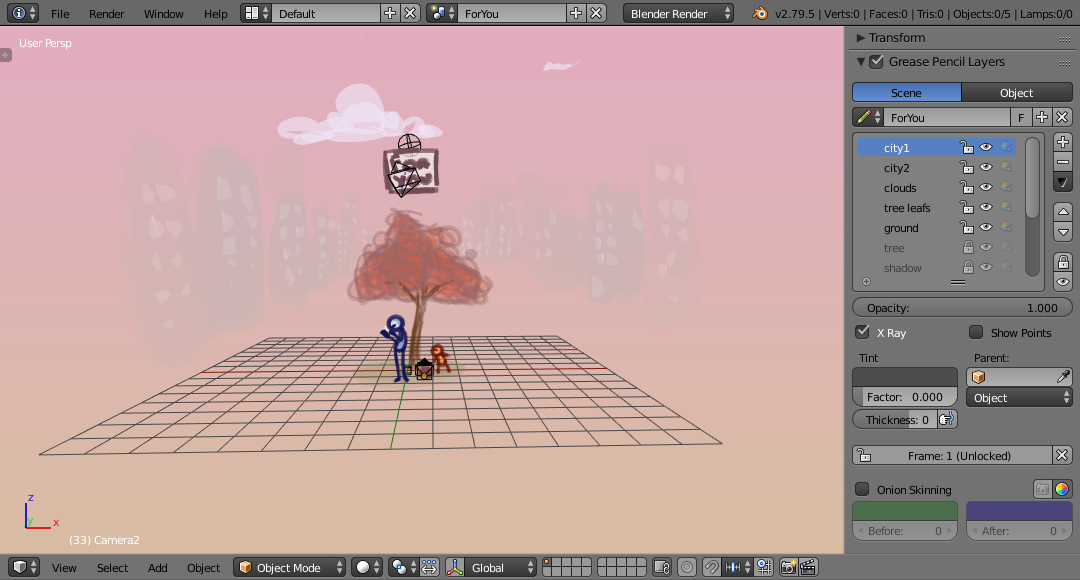 File Render Window Help Default ForYou Blender Render v2.79.5 | Verts:0 | Faces:0 | Tris:0 | Objects:0/5 | Lamps:0/0
User Persp
Transform
Grease Pencil Layers
Scene Object
ForYou F
city1
city2
clouds
tree leafs
ground
tree
shadow
Opacity: 1.000
X Ray Show Points
Tint Parent:
Factor: 0.000 Object
Thickness: 0
Frame: 1 (Unlocked)
Onion Skinning
Before: 0 After: 0
z
y x
(33) Camera2
View Select Add Object Object Mode Global